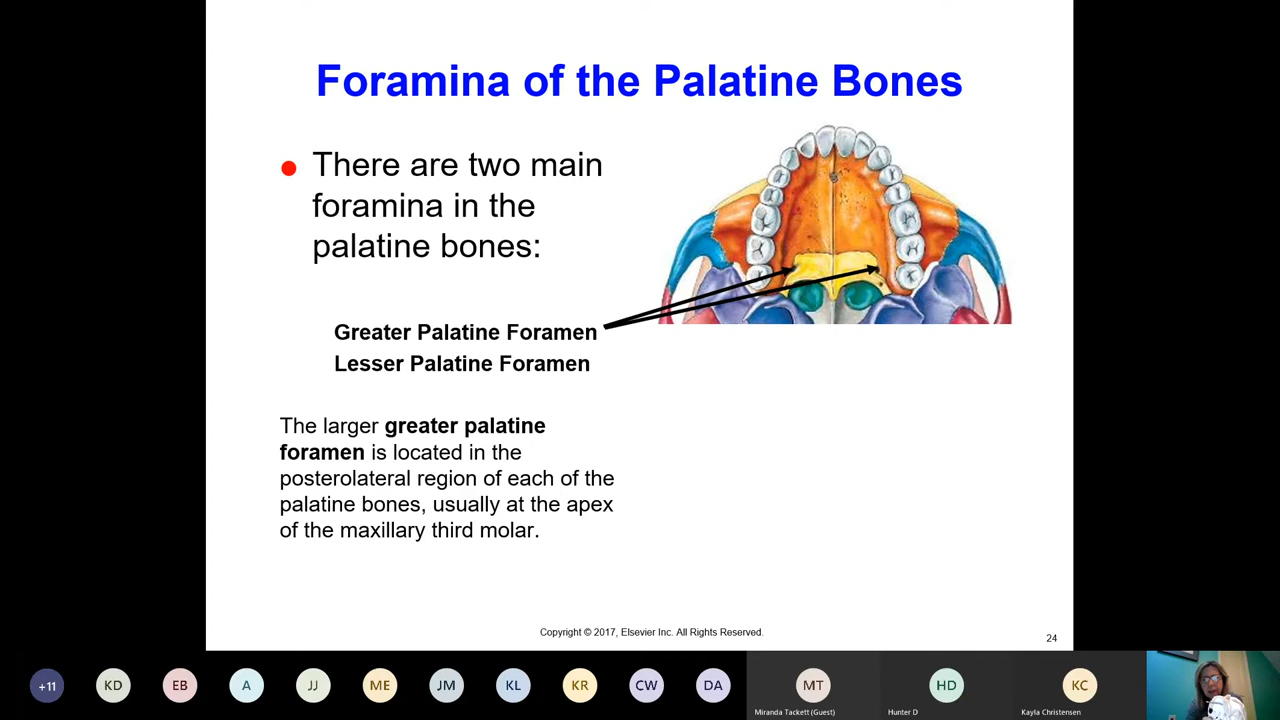 Foramina of the Palatine Bones
There are two main
foramina in the
palatine bones:
Greater Palatine Foramen
Lesser Palatine Foramen
The larger greater palatine
foramen is located in the
posterolateral region of each of the
palatine bones, usually at the apex
of the maxillary third molar.
Copyright © 2017, Elsevier Inc. All Rights Reserved.
24
+11 KD EB A JJ ME JM KL KR CW DA MT HD KC
Miranda Tackett (Guest) Hunter D Kayla Christensen